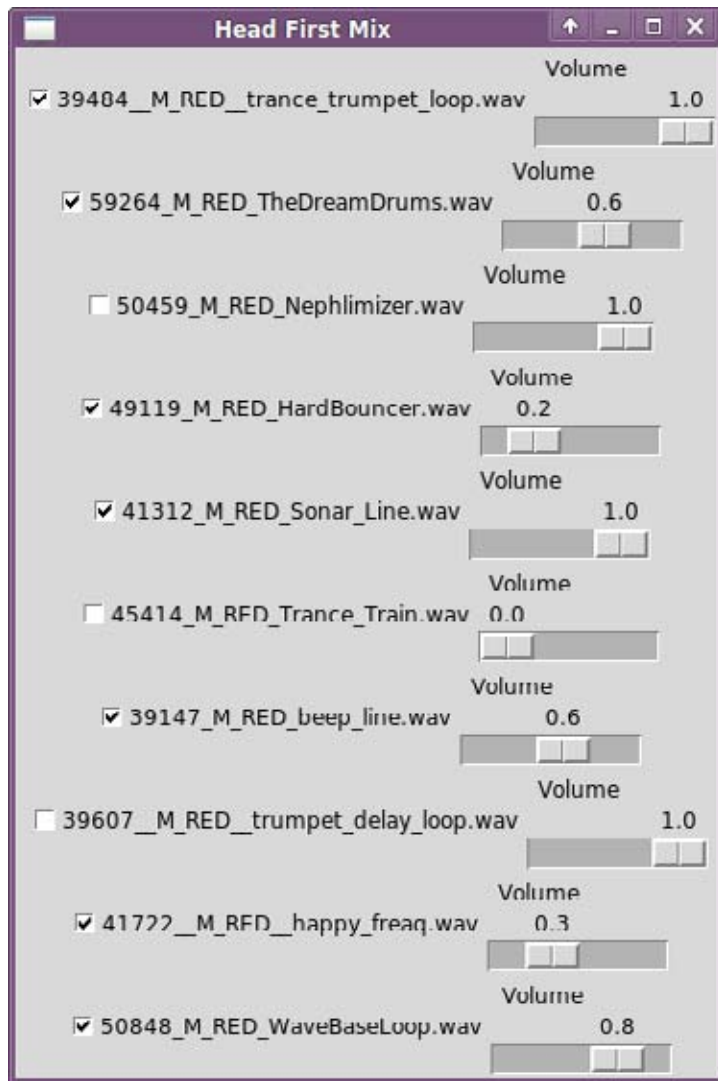 Head First Mix
Volume
39484__M_RED__trance_trumpet_loop.wav 1.0
Volume
59264_M_RED_TheDreamDrums.wav 0.6
Volume
50459_M_RED_Nephlimizer.wav 1.0
Volume
49119_M_RED_HardBouncer.wav 0.2
Volume
41312_M_RED_Sonar_Line.wav 1.0
Volume
45414_M_RED_Trance_Train.wav 0.0
Volume
39147_M_RED_beep_line.wav 0.6
Volume
39607__M_RED__trumpet_delay_loop.wav 1.0
Volume
41722__M_RED__happy_freaq.wav 0.3
Volume
50848_M_RED_WaveBaseLoop.wav 0.8